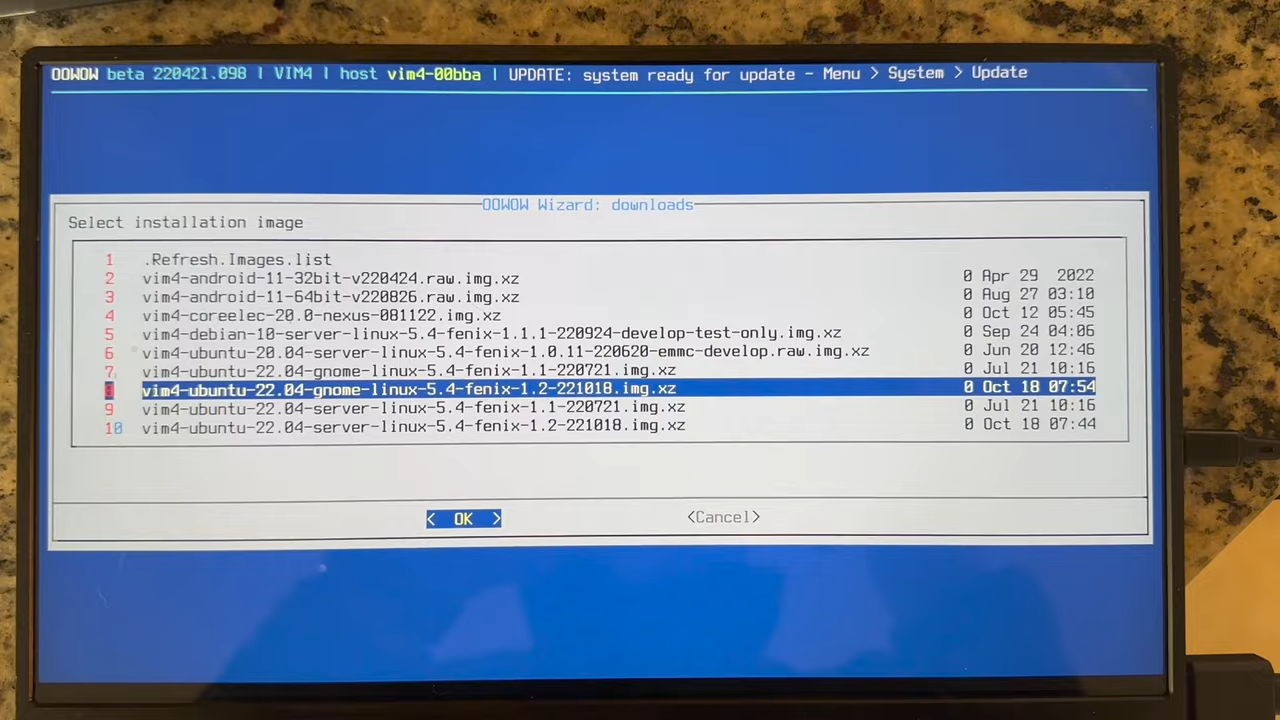 OOWOW beta 220421.098 | VIM4 | host vim4-00bba | UPDATE: system ready for update - Menu > System > Update
OOWOW Wizard: downloads
Select installation image
1 .Refresh.Images.list
2 vim4-android-11-32bit-v220424.raw.img.xz 0 Apr 29 2022
3 vim4-android-11-64bit-v220826.raw.img.xz 0 Aug 27 03:10
4 vim4-coreelec-20.0-nexus-081122.img.xz 0 Oct 12 05:45
5 vim4-debian-10-server-linux-5.4-fenix-1.1.1-220924-develop-test-only.img.xz 0 Sep 24 04:06
6 vim4-ubuntu-20.04-server-linux-5.4-fenix-1.0.11-220620-emmc-develop.raw.img.xz 0 Jun 20 12:46
7 vim4-ubuntu-22.04-gnome-linux-5.4-fenix-1.1-220721.img.xz 0 Jul 21 10:16
8 vim4-ubuntu-22.04-gnome-linux-5.4-fenix-1.2-221018.img.xz 0 Oct 18 07:54
9 vim4-ubuntu-22.04-server-linux-5.4-fenix-1.1-220721.img.xz 0 Jul 21 10:16
10 vim4-ubuntu-22.04-server-linux-5.4-fenix-1.2-221018.img.xz 0 Oct 18 07:44
< OK > <Cancel>